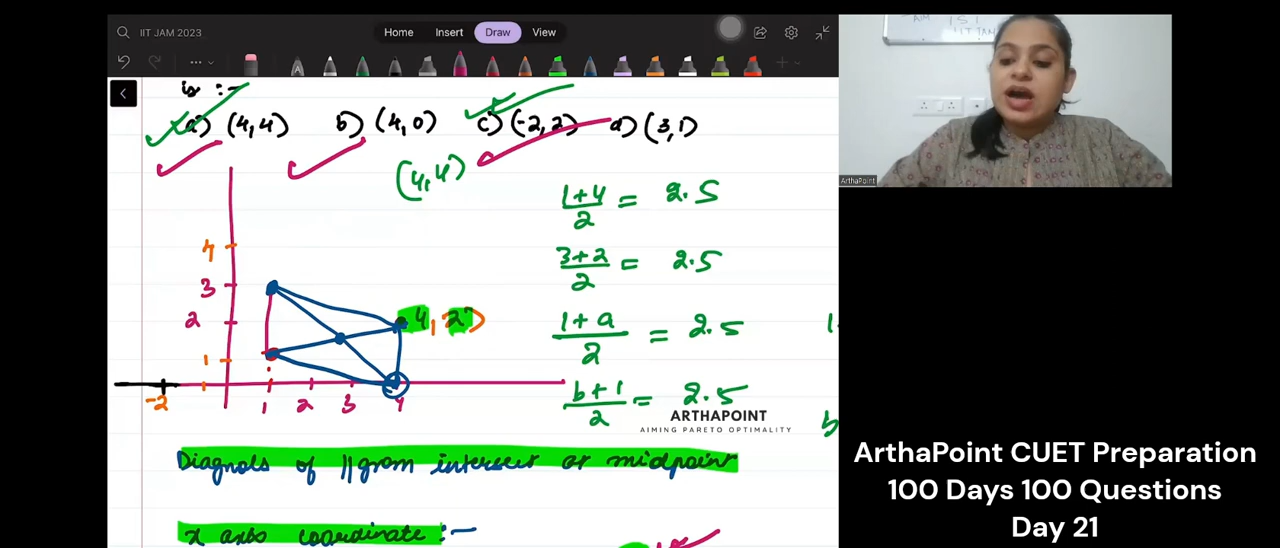 IIT JAM 2023
Home Insert Draw View
is :-
a) (4,4) b) (4,0) c) (-2,2) d) (3,1)
(4,4)
1+4/2 = 2.5
3+2/2 = 2.5
1+a/2 = 2.5
b+1/2 = 2.5
4
3
2
1
4, 2)
-2 1 2 3 4
ARTHAPOINT
AIMING PARETO OPTIMALITY
Diagnols of ||gram intersect at midpoint
x axis coordinate :-
ArthaPoint
ArthaPoint CUET Preparation
100 Days 100 Questions
Day 21